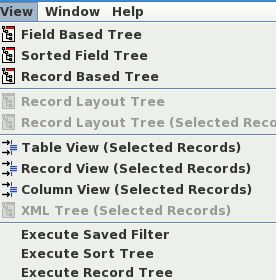 View Window Help
Field Based Tree
Sorted Field Tree
Record Based Tree
Record Layout Tree
Record Layout Tree (Selected Reco
Table View (Selected Records)
Record View (Selected Records)
Column View (Selected Records)
XML Tree (Selected Records)
Execute Saved Filter
Execute Sort Tree
Execute Record Tree